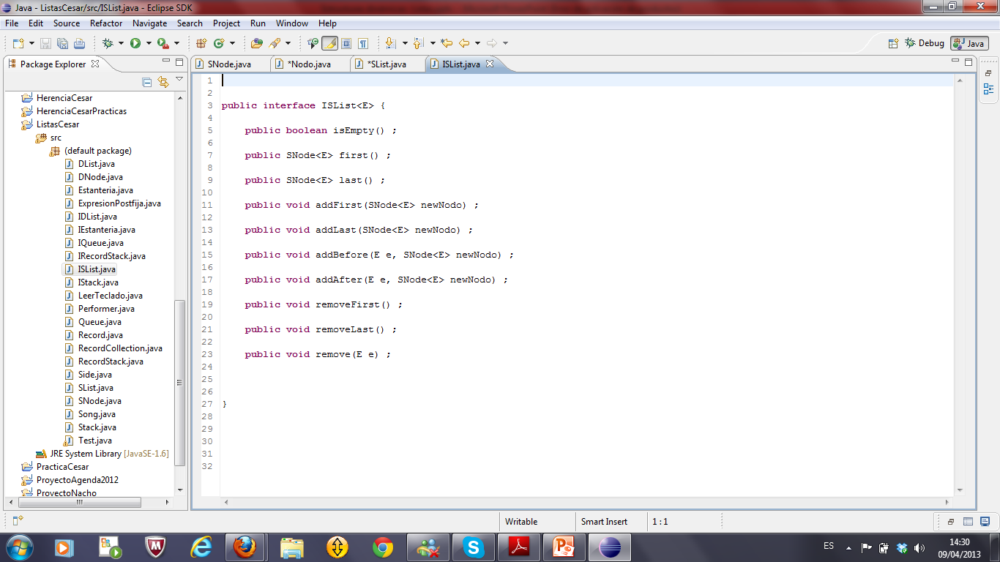 Java - ListasCesar/src/ISList.java - Eclipse SDK
File Edit Source Refactor Navigate Search Project Run Window Help
Debug Java
Package Explorer
SNode.java *Nodo.java *SList.java ISList.java
HerenciaCesar
HerenciaCesarPracticas
ListasCesar
src
(default package)
DList.java
DNode.java
Estanteria.java
ExpresionPostfija.java
IDList.java
IEstanteria.java
IQueue.java
IRecordStack.java
ISList.java
IStack.java
LeerTeclado.java
Performer.java
Queue.java
Record.java
RecordCollection.java
RecordStack.java
Side.java
SList.java
SNode.java
Song.java
Stack.java
Test.java
JRE System Library [JavaSE-1.6]
PracticaCesar
ProyectoAgenda2012
ProyectoNacho
1
2
3 public interface ISList<E> {
4
5 public boolean isEmpty() ;
6
7 public SNode<E> first() ;
8
9 public SNode<E> last() ;
10
11 public void addFirst(SNode<E> newNodo) ;
12
13 public void addLast(SNode<E> newNodo) ;
14
15 public void addBefore(E e, SNode<E> newNodo) ;
16
17 public void addAfter(E e, SNode<E> newNodo) ;
18
19 public void removeFirst() ;
20
21 public void removeLast() ;
22
23 public void remove(E e) ;
24
25
26
27 }
28
29
30
31
32
Writable Smart Insert 1 : 1
ES 14:30
09/04/2013